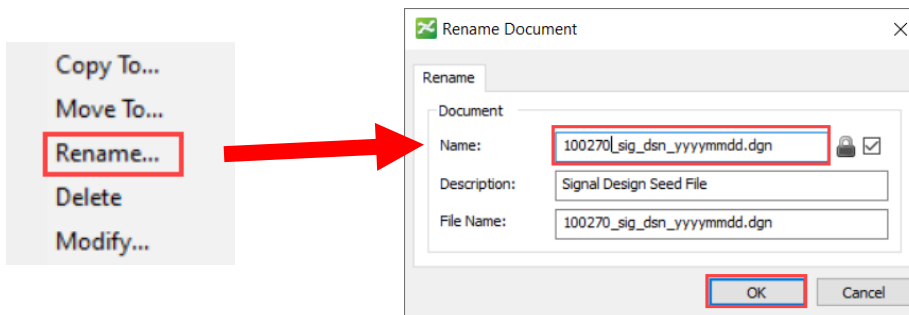 Copy To...
Move To...
Rename...
Delete
Modify...
Rename Document
Rename
Document
Name: 100270_sig_dsn_yyyymmdd.dgn
Description: Signal Design Seed File
File Name: 100270_sig_dsn_yyyymmdd.dgn
OK Cancel